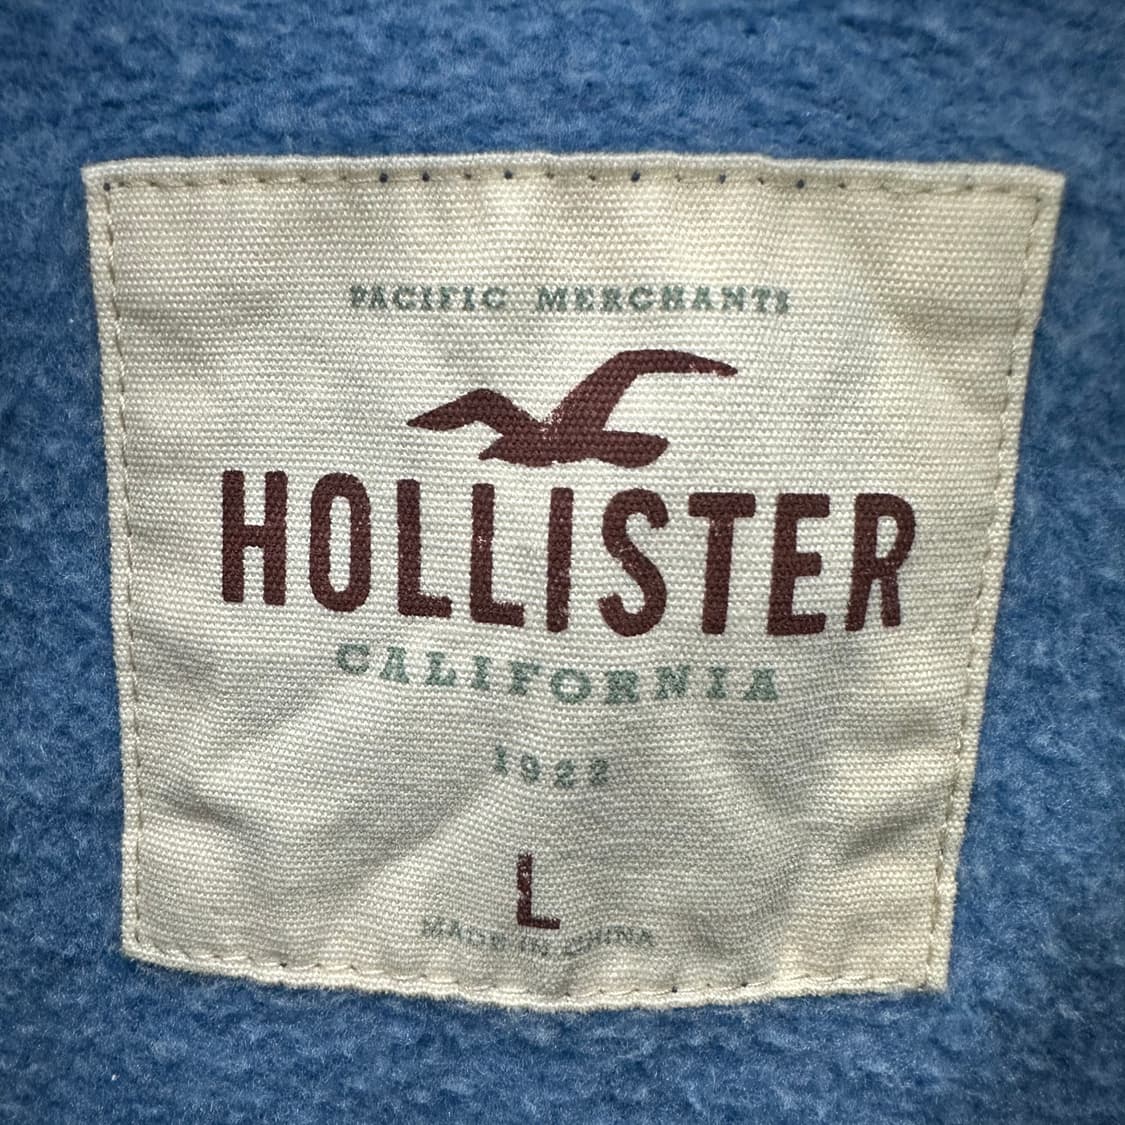 PACIFIC MERCHANTS
HOLLISTER
CALIFORNIA
1922
L
MADE IN CHINA